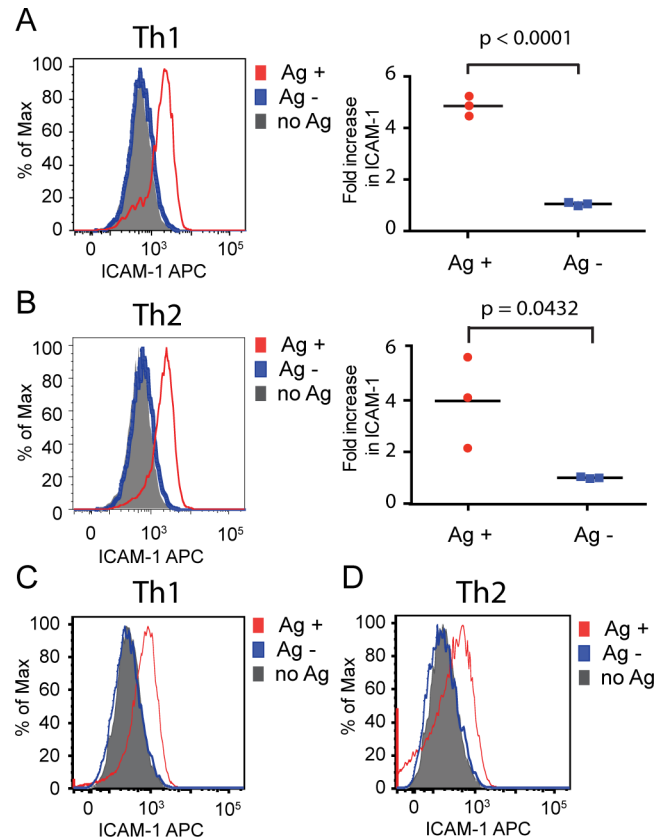 A
Th1
% of Max
100
80
60
40
20
0
0 10³ 10⁵
ICAM-1 APC
Ag +
Ag -
no Ag
p < 0.0001
Fold increase
in ICAM-1
6
4
2
0
Ag + Ag -
B
Th2
% of Max
100
80
60
40
20
0
0 10³ 10⁵
ICAM-1 APC
Ag +
Ag -
no Ag
p = 0.0432
Fold increase
in ICAM-1
6
4
2
0
Ag + Ag -
C
Th1
% of Max
100
80
60
40
20
0
0 10³ 10⁵
ICAM-1 APC
Ag +
Ag -
no Ag
D
Th2
% of Max
100
80
60
40
20
0
0 10³ 10⁵
ICAM-1 APC
Ag +
Ag -
no Ag